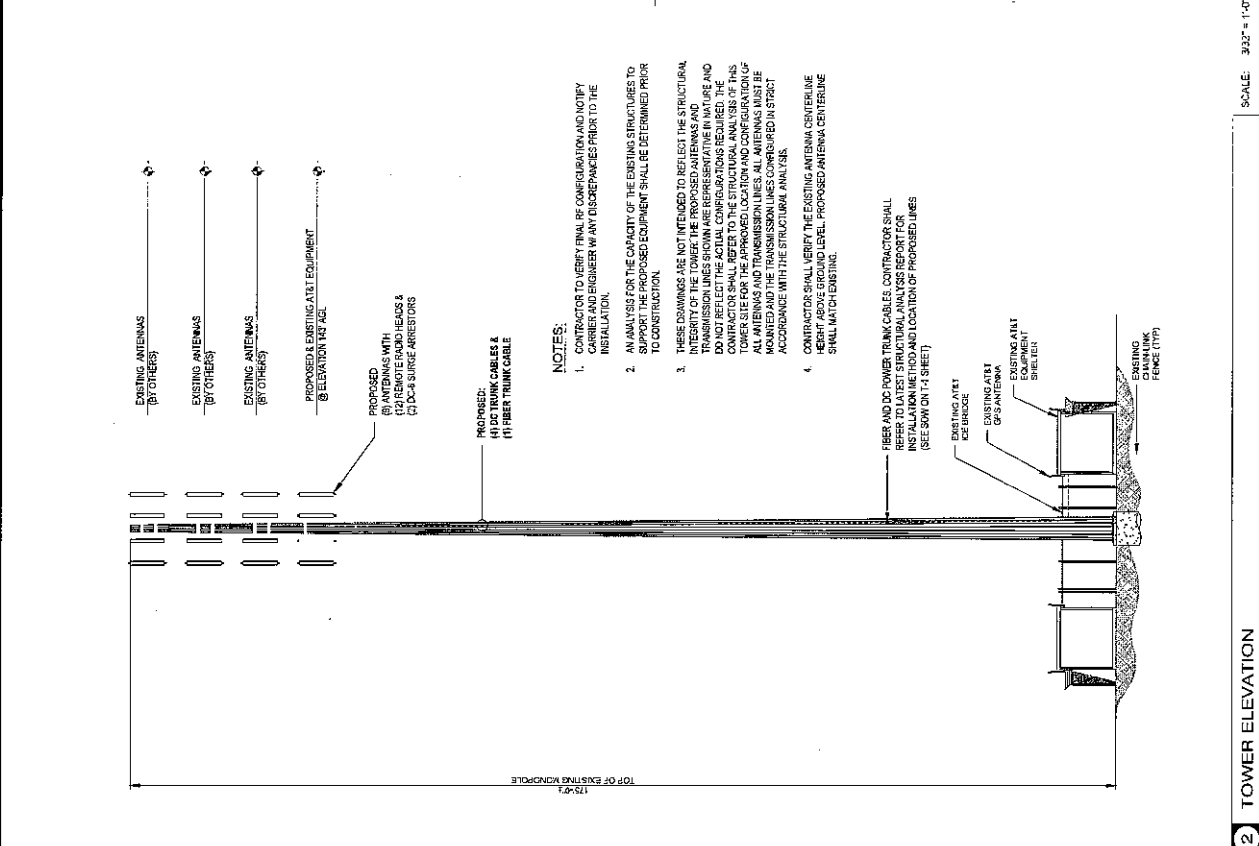 EXISTING ANTENNAS
(BY OTHERS)
EXISTING ANTENNAS
(BY OTHERS)
EXISTING ANTENNAS
(BY OTHERS)
PROPOSED & EXISTING AT&T EQUIPMENT
@ ELEVATION 143' AGL
PROPOSED
ANTENNAS WITH
(12) REMOTE RADIO HEADS &
(2) DC-6 SURGE ARRESTORS
PROPOSED:
(4) DC TRUNK CABLES &
(1) FIBER TRUNK CABLE
NOTES:
1. CONTRACTOR TO VERIFY FINAL RF CONFIGURATION AND NOTIFY
CARRIER AND ENGINEER W/ ANY DISCREPANCIES PRIOR TO THE
INSTALLATION.
2. AN ANALYSIS FOR THE CAPACITY OF THE EXISTING STRUCTURES TO
SUPPORT THE PROPOSED EQUIPMENT SHALL BE DETERMINED PRIOR
TO CONSTRUCTION.
3. THESE DRAWINGS ARE NOT INTENDED TO REFLECT THE STRUCTURAL
INTEGRITY OF THE TOWER. THE PROPOSED ANTENNAS AND
TRANSMISSION LINES SHOWN ARE REPRESENTATIVE IN NATURE AND
DO NOT REFLECT THE ACTUAL CONFIGURATIONS REQUIRED. THE
CONTRACTOR SHALL REFER TO THE STRUCTURAL ANALYSIS OF THIS
TOWER SITE FOR THE APPROVED LOCATION AND CONFIGURATION OF
ALL ANTENNAS AND TRANSMISSION LINES. ALL ANTENNAS MUST BE
MOUNTED AND THE TRANSMISSION LINES CONFIGURED IN STRICT
ACCORDANCE WITH THE STRUCTURAL ANALYSIS.
4. CONTRACTOR SHALL VERIFY THE EXISTING ANTENNA CENTERLINE
HEIGHT ABOVE GROUND LEVEL. PROPOSED ANTENNA CENTERLINE
SHALL MATCH EXISTING.
FIBER AND DC POWER TRUNK CABLES. CONTRACTOR SHALL
REFER TO LATEST STRUCTURAL ANALYSIS REPORT FOR
INSTALLATION METHOD AND LOCATION OF PROPOSED LINES
(SEE SOW ON T-1 SHEET)
EXISTING AT&T
ICE BRIDGE
EXISTING AT&T
GPS ANTENNA
EXISTING AT&T
EQUIPMENT
SHELTER
EXISTING
CHAIN-LINK
FENCE (TYP)
175'-0"±
TOP OF EXISTING MONOPOLE
2 TOWER ELEVATION
SCALE: 3/32" = 1'-0"